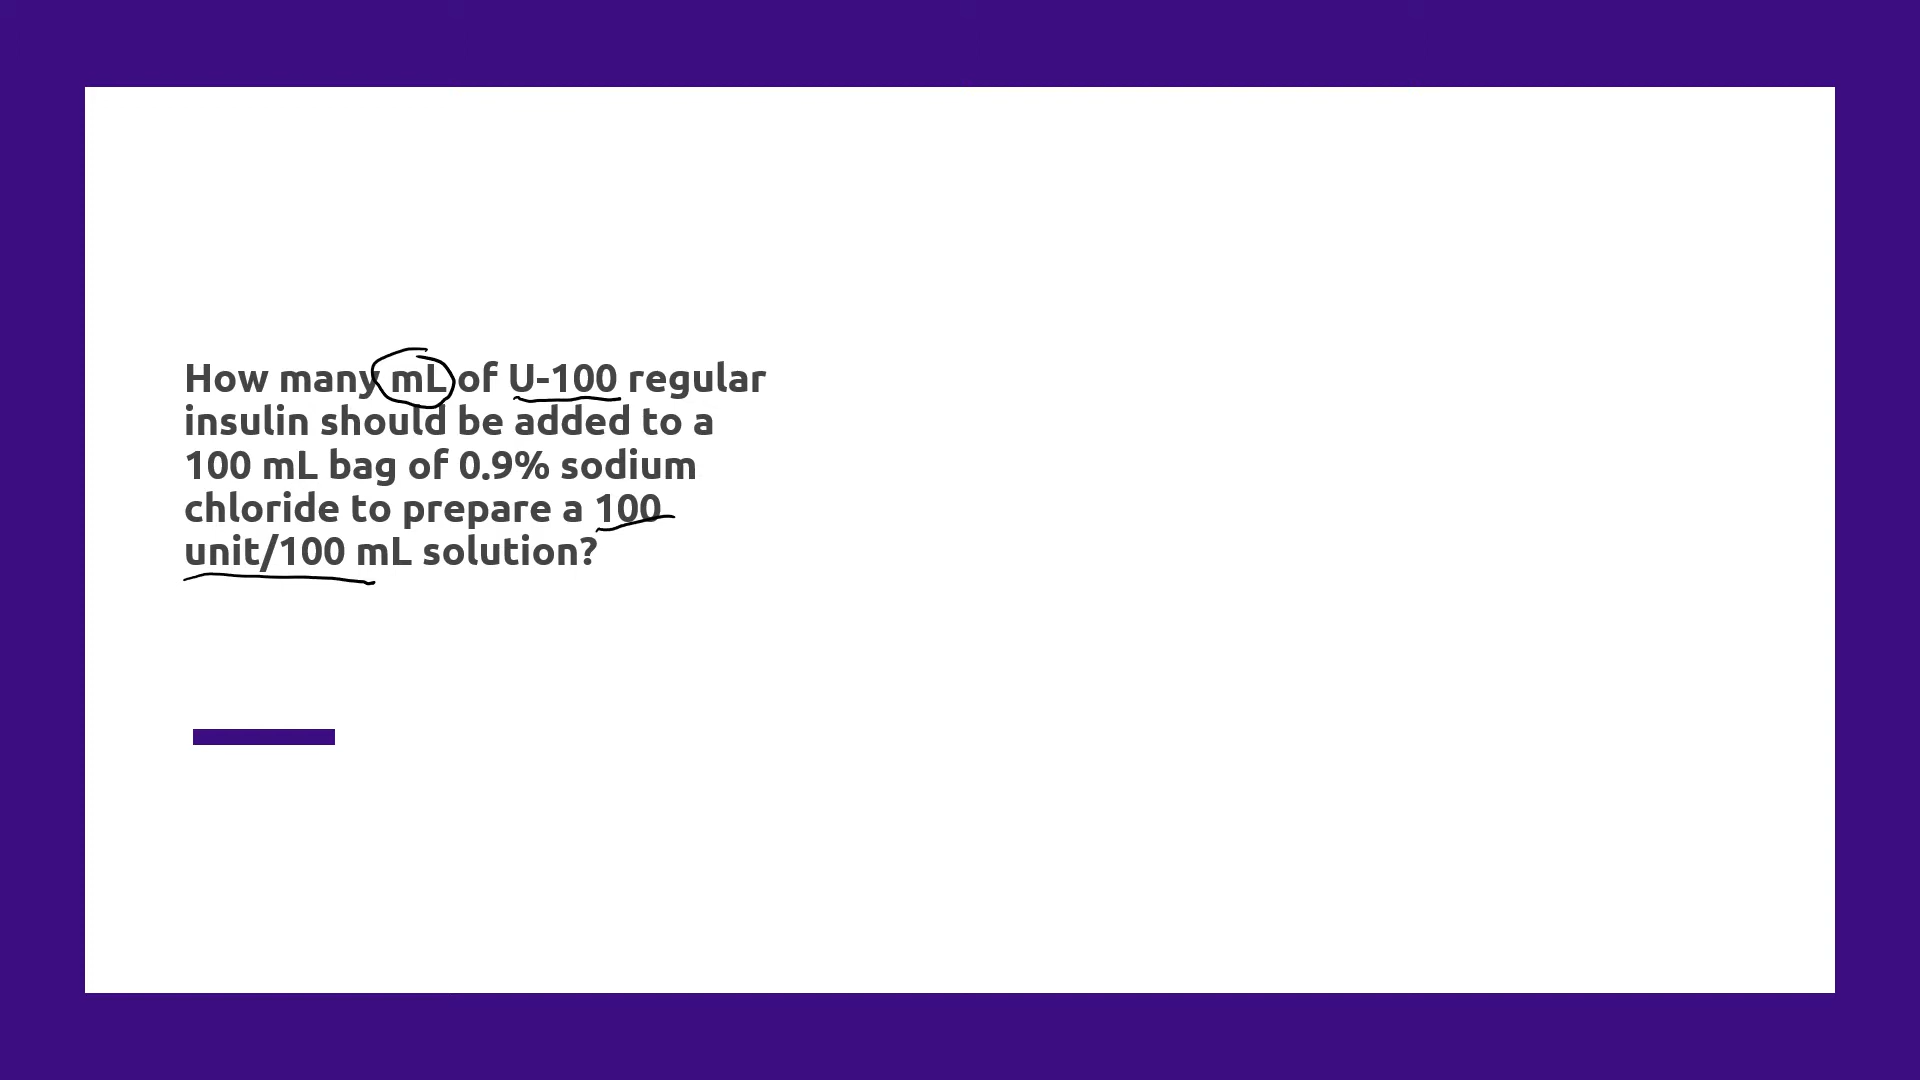 How many mL of U-100 regular
insulin should be added to a
100 mL bag of 0.9% sodium
chloride to prepare a 100
unit/100 mL solution?